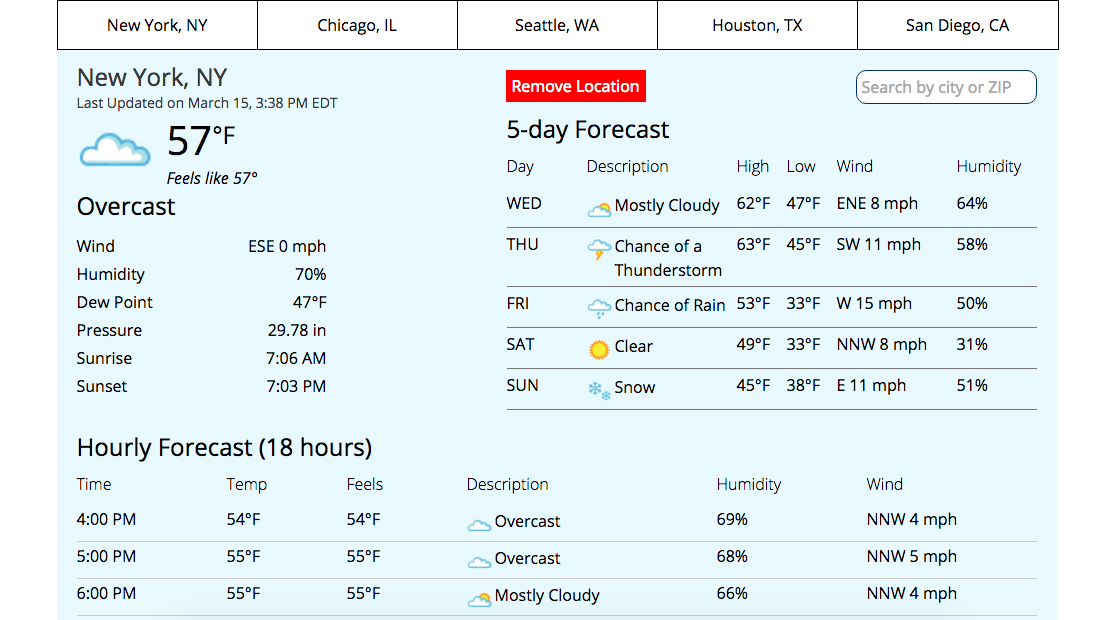 New York, NY Chicago, IL Seattle, WA Houston, TX San Diego, CA
New York, NY
Last Updated on March 15, 3:38 PM EDT
57°F
Feels like 57°
Overcast
Wind ESE 0 mph
Humidity 70%
Dew Point 47°F
Pressure 29.78 in
Sunrise 7:06 AM
Sunset 7:03 PM
Remove Location
Search by city or ZIP
5-day Forecast
Day Description High Low Wind Humidity
WED Mostly Cloudy 62°F 47°F ENE 8 mph 64%
THU Chance of a 63°F 45°F SW 11 mph 58%
Thunderstorm
FRI Chance of Rain 53°F 33°F W 15 mph 50%
SAT Clear 49°F 33°F NNW 8 mph 31%
SUN Snow 45°F 38°F E 11 mph 51%
Hourly Forecast (18 hours)
Time Temp Feels Description Humidity Wind
4:00 PM 54°F 54°F Overcast 69% NNW 4 mph
5:00 PM 55°F 55°F Overcast 68% NNW 5 mph
6:00 PM 55°F 55°F Mostly Cloudy 66% NNW 4 mph